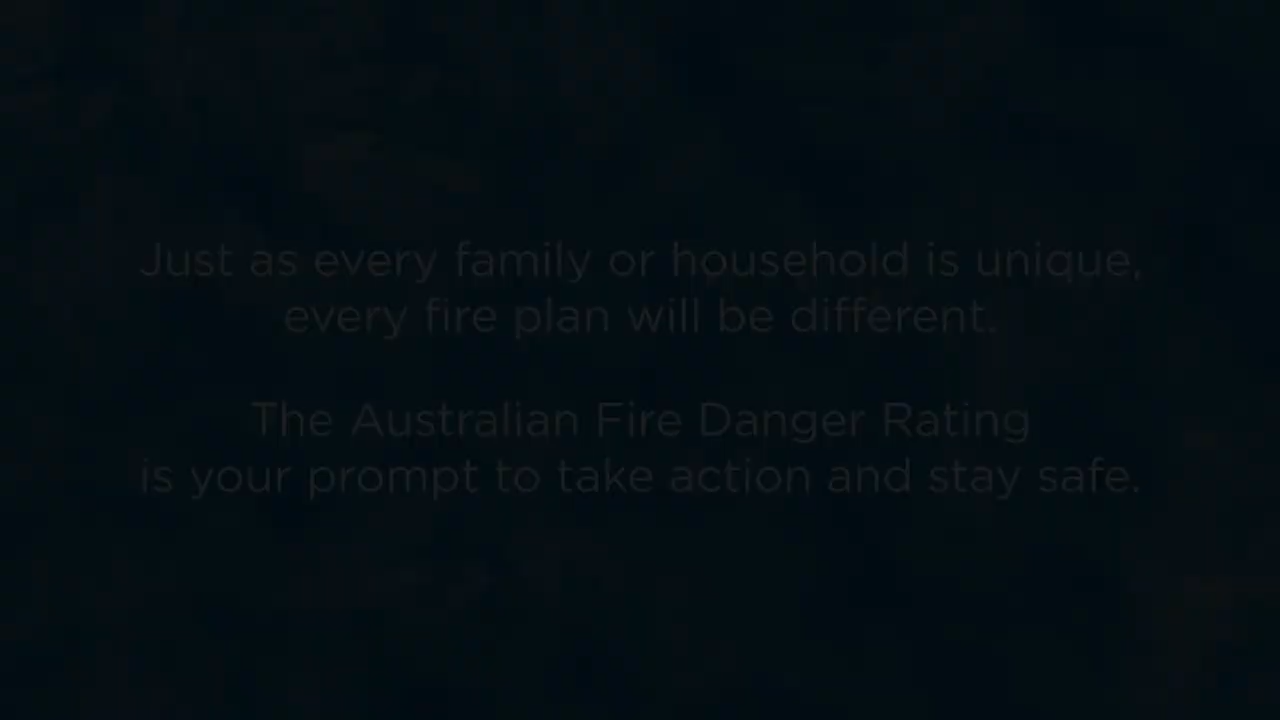 Just as every family or household is unique,
every fire plan will be different.
The Australian Fire Danger Rating
is your prompt to take action and stay safe.